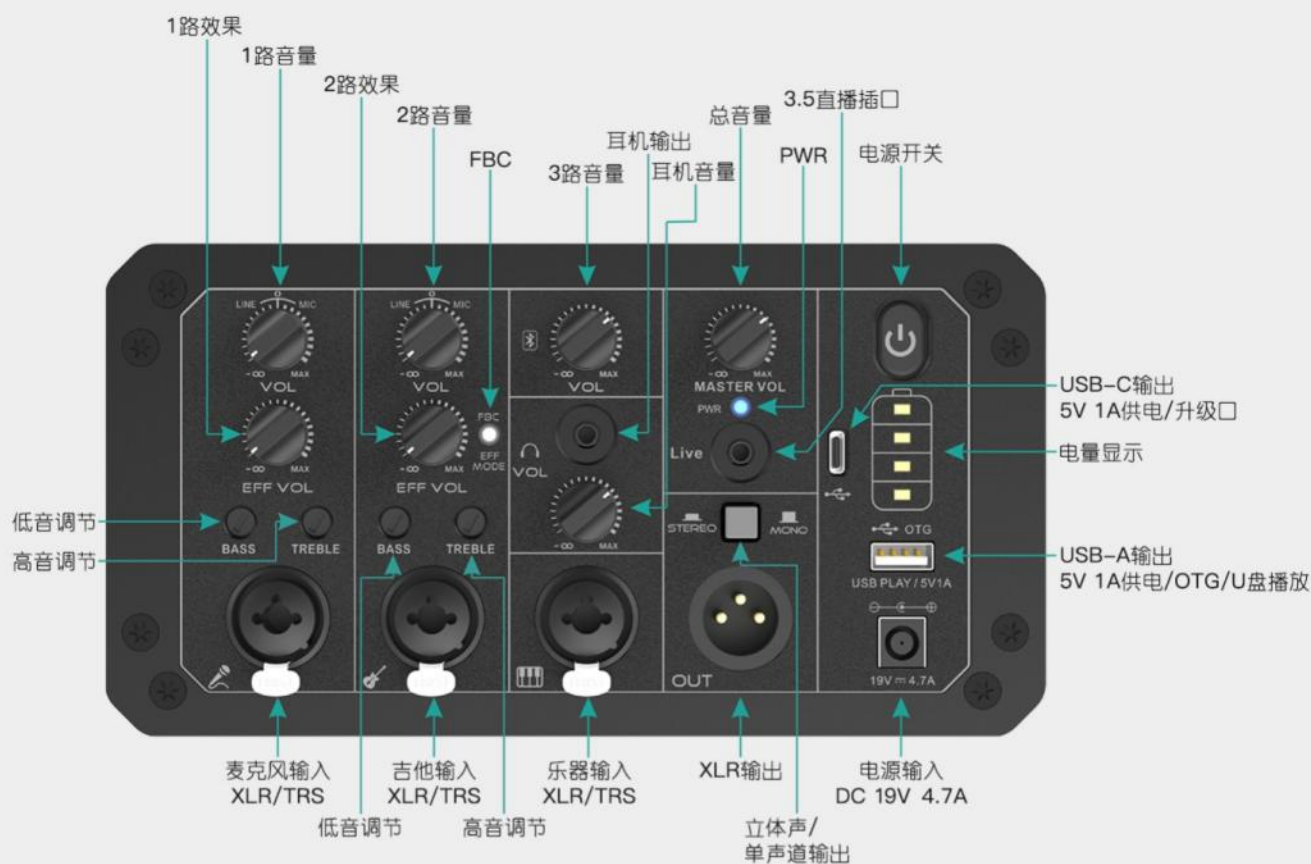 1路效果
1路音量
2路效果
2路音量
FBC
3路音量
耳机输出
耳机音量
总音量
3.5直播插口
PWR
电源开关
LINE 0 MIC
-∞ MAX
VOL
-∞ MAX
EFF VOL
BASS TREBLE
LINE 0 MIC
-∞ MAX
VOL
FBC
EFF
MODE
-∞ MAX
EFF VOL
BASS TREBLE
-∞ MAX
VOL
VOL
-∞ MAX
-∞ MAX
MASTER VOL
PWR
Live
STEREO MONO
OUT
OTG
USB PLAY / 5V1A
19V 4.7A
USB-C输出
5V 1A供电/升级口
电量显示
USB-A输出
5V 1A供电/OTG/U盘播放
低音调节
高音调节
麦克风输入
XLR/TRS
吉他输入
XLR/TRS
乐器输入
XLR/TRS
XLR输出
电源输入
DC 19V 4.7A
低音调节
高音调节
立体声/
单声道输出